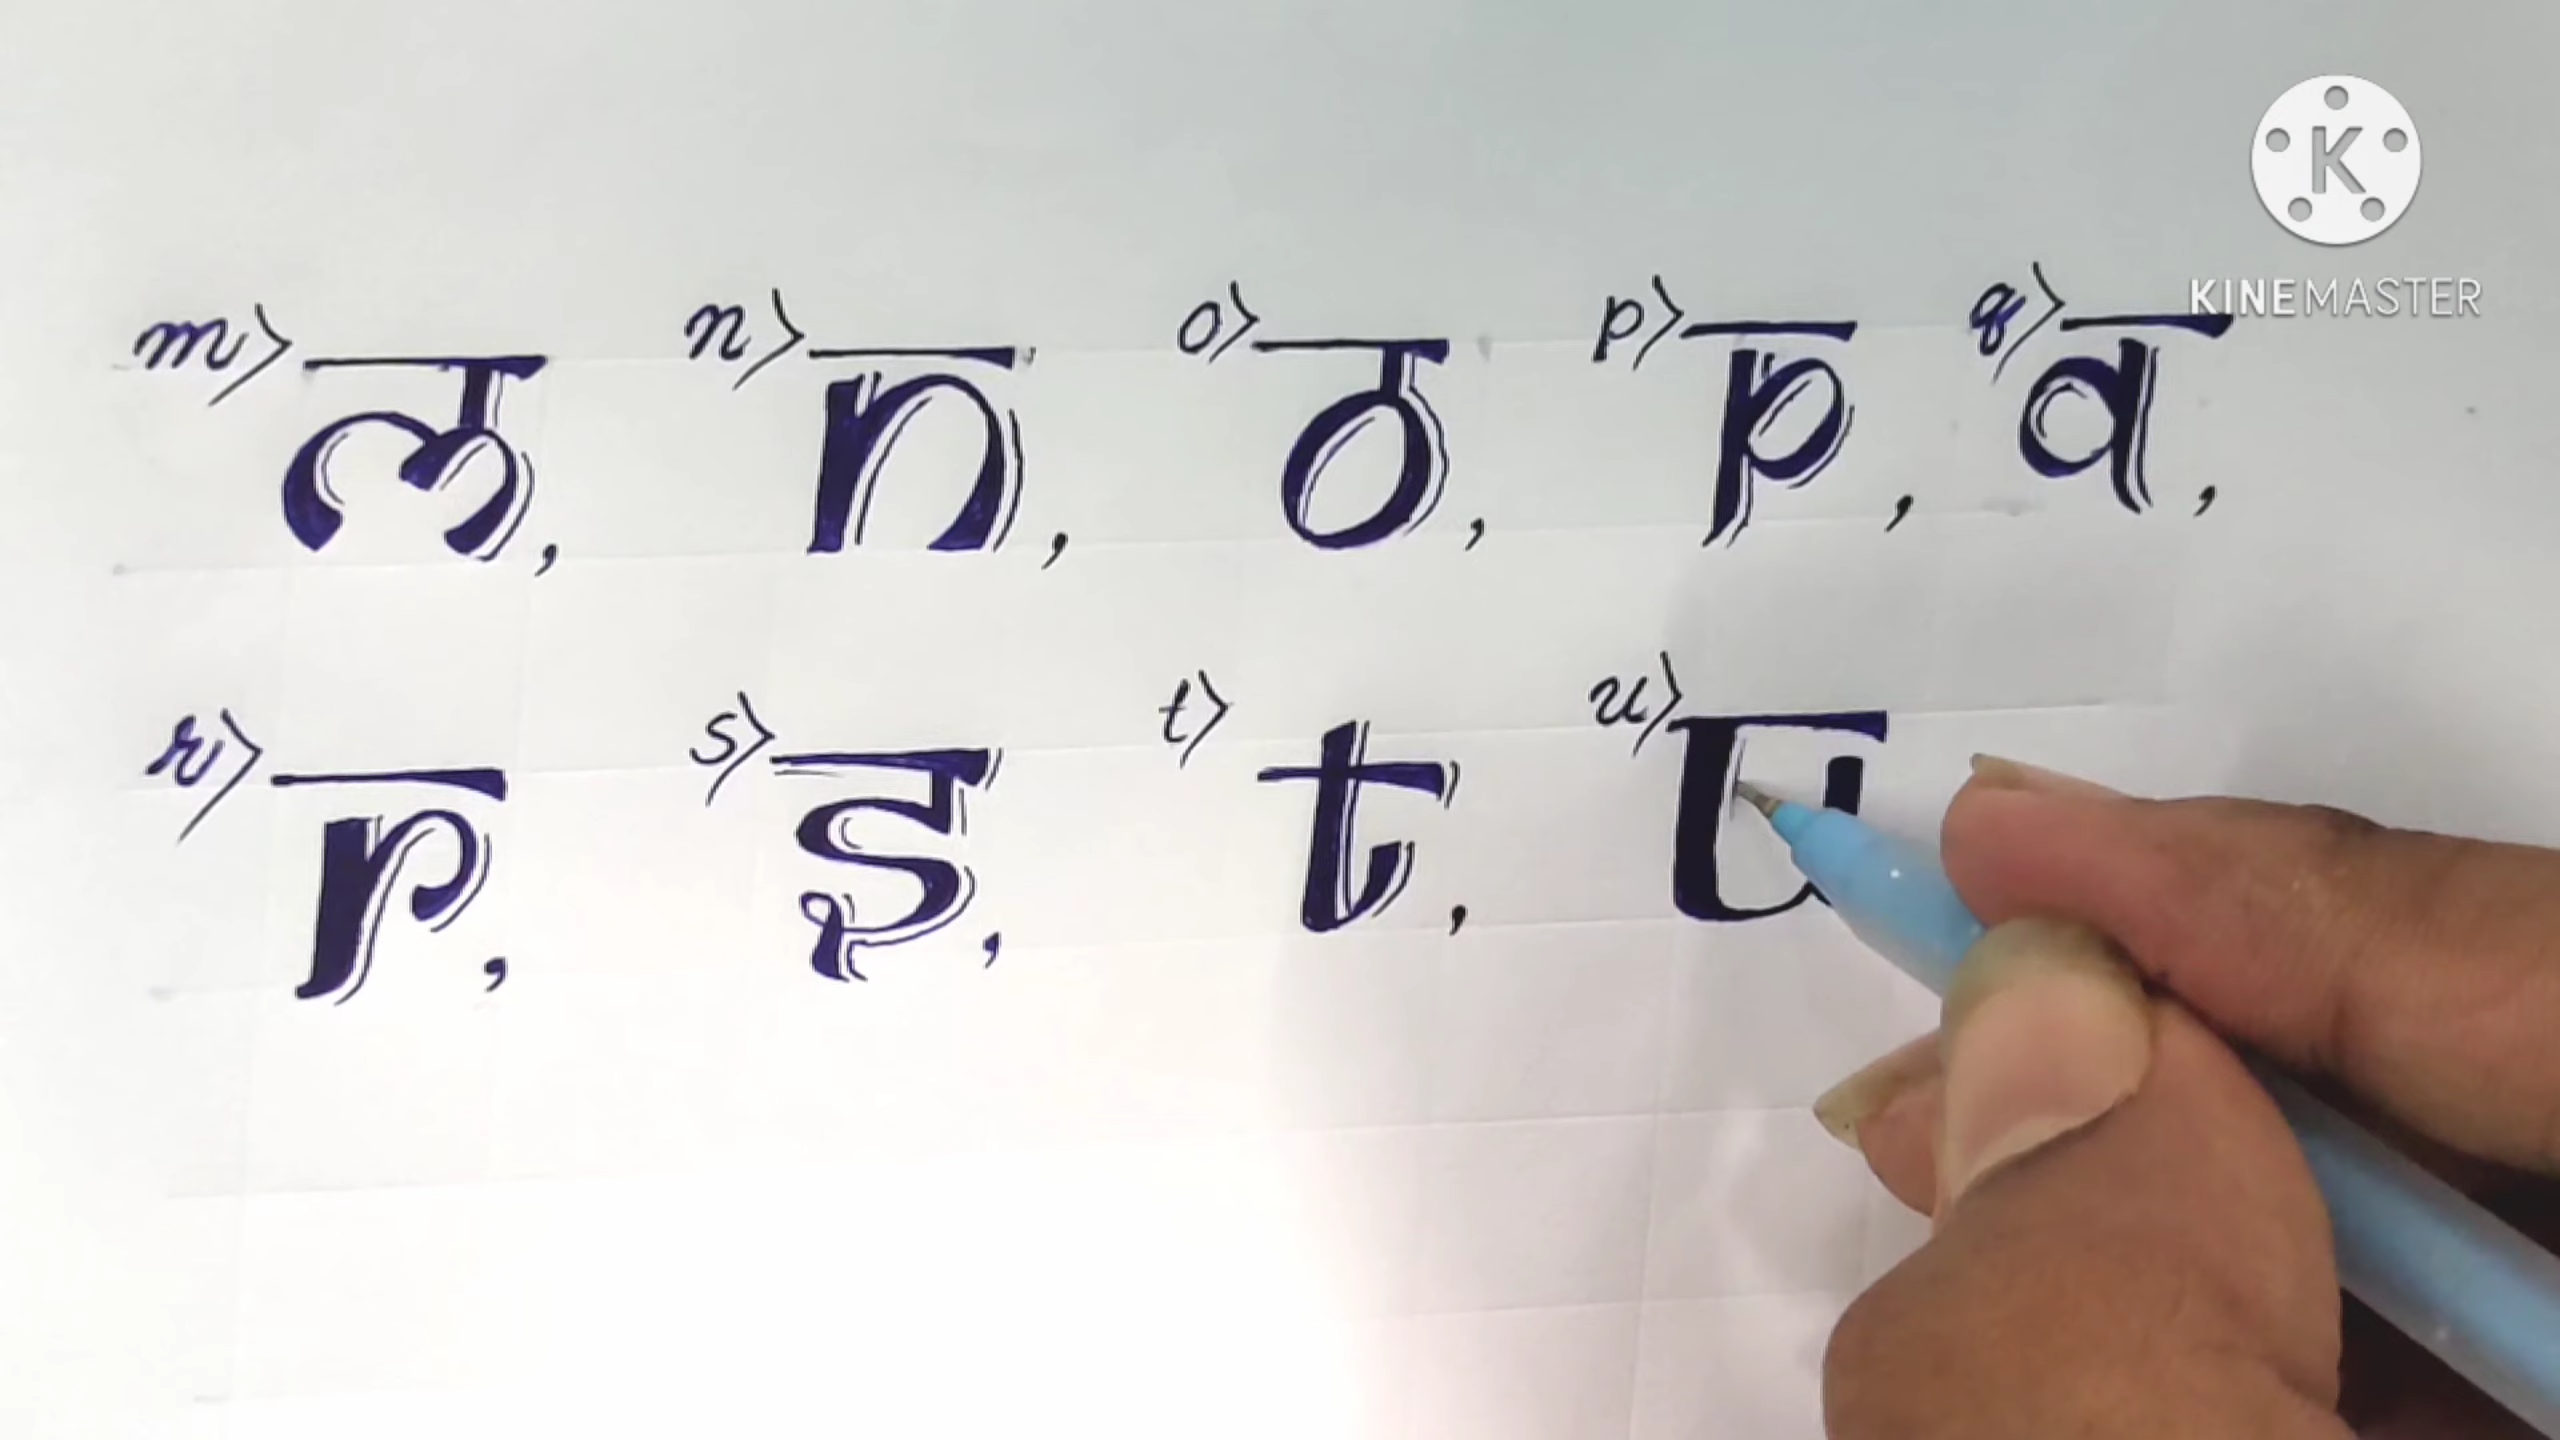 K
KINEMASTER
m> m, n> n, o> o, p> p, q> q,
r> r, s> s, t> t, u> u